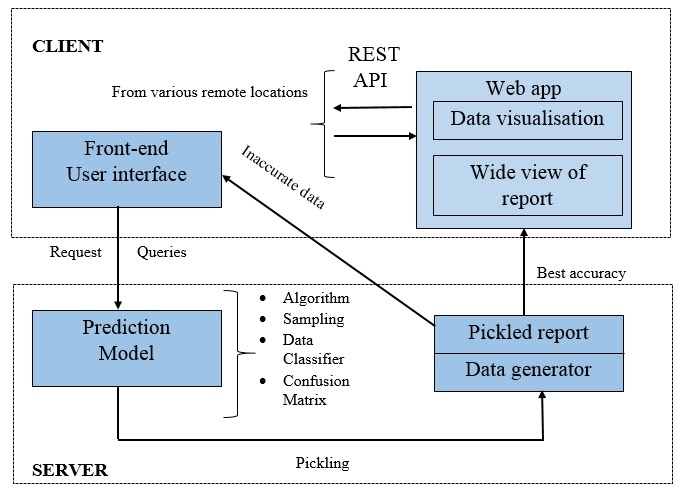 CLIENT
REST
API
From various remote locations
Web app
Data visualisation
Wide view of
report
Front-end
User interface
Inaccurate data
Request
Queries
Best accuracy
Prediction
Model
Algorithm
Sampling
Data
Classifier
Confusion
Matrix
Pickled report
Data generator
Pickling
SERVER